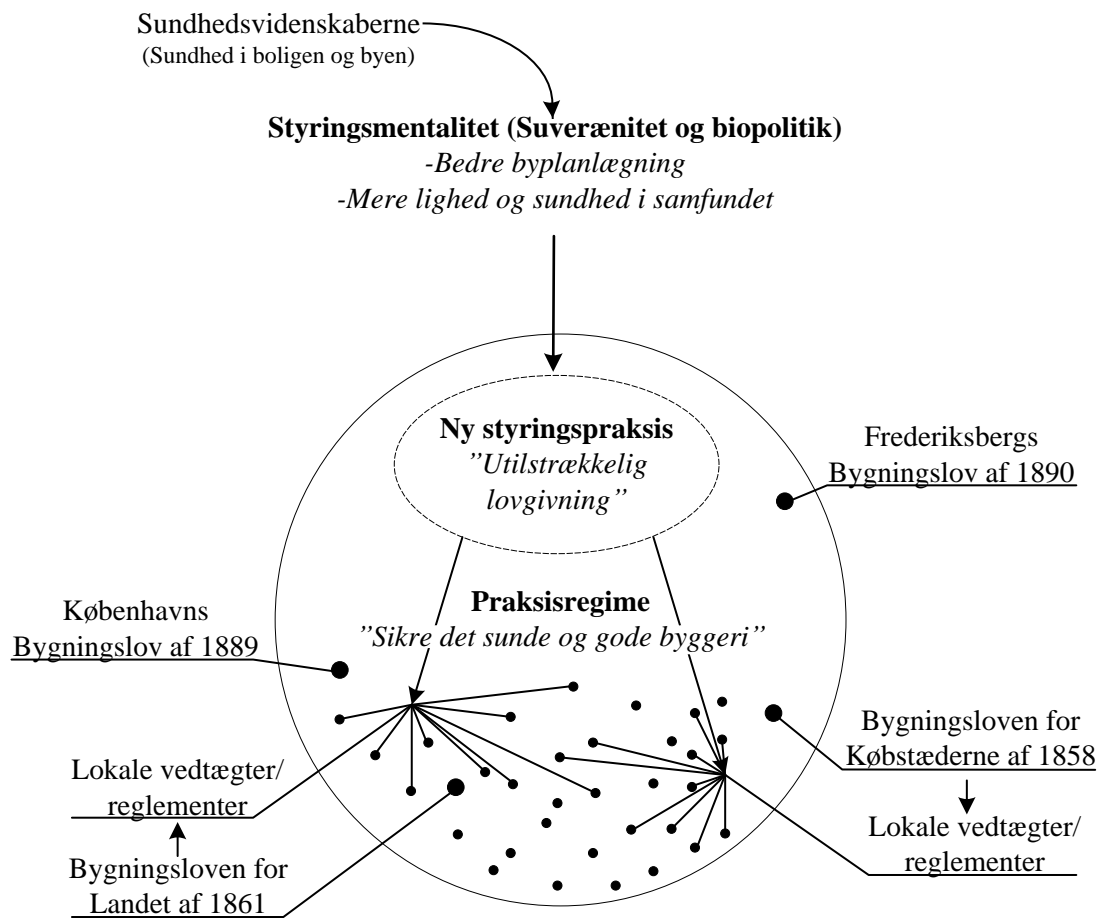 Sundhedsvidenskaberne
(Sundhed i boligen og byen)
Styringsmentalitet (Suverænitet og biopolitik)
-Bedre byplanlægning
-Mere lighed og sundhed i samfundet
Ny styringspraksis
”Utilstrækkelig
lovgivning”
Frederiksbergs
Bygningslov af 1890
Praksisregime
”Sikre det sunde og gode byggeri”
Københavns
Bygningslov af 1889
Bygningsloven for
Købstæderne af 1858
Lokale vedtægter/
reglementer
Lokale vedtægter/
reglementer
Bygningsloven for
Landet af 1861